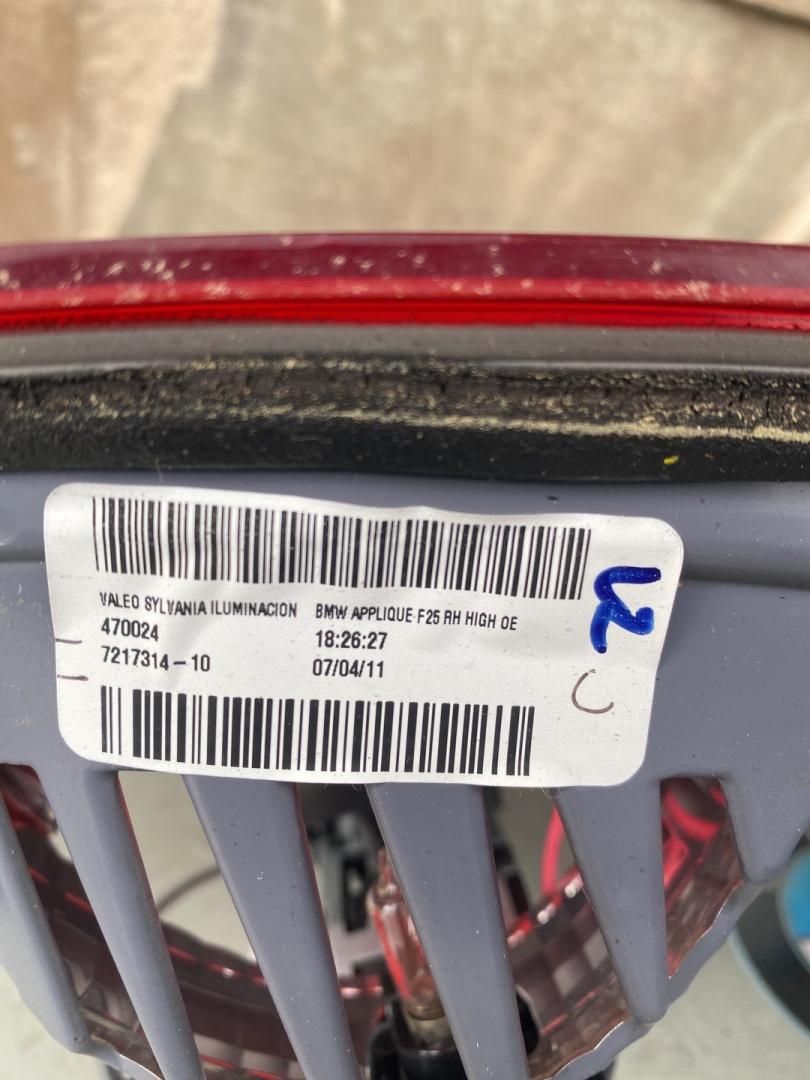 VALEO SYLVANIA ILUMINACION BMW APPLIQUE F25 RH HIGH OE
470024 18:26:27
7217314-10 07/04/11